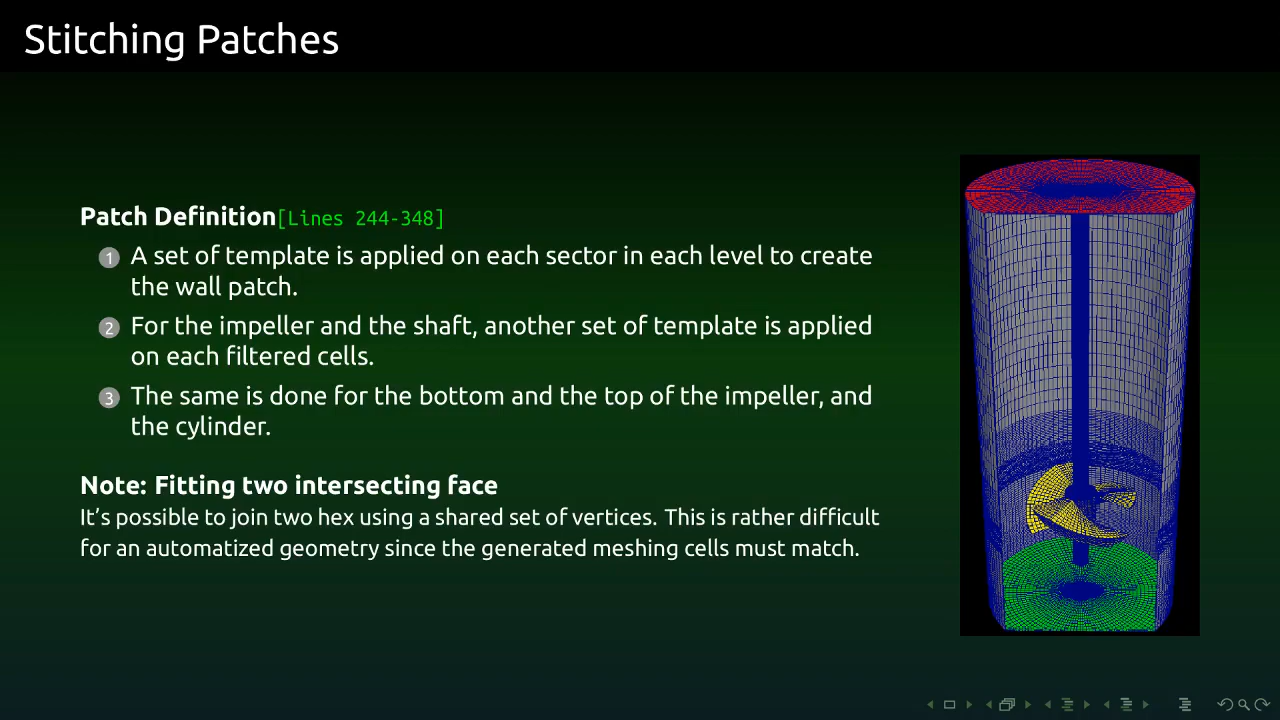 Stitching Patches
Patch Definition[Lines 244-348]
1 A set of template is applied on each sector in each level to create
the wall patch.
2 For the impeller and the shaft, another set of template is applied
on each filtered cells.
3 The same is done for the bottom and the top of the impeller, and
the cylinder.
Note: Fitting two intersecting face
It's possible to join two hex using a shared set of vertices. This is rather difficult
for an automatized geometry since the generated meshing cells must match.